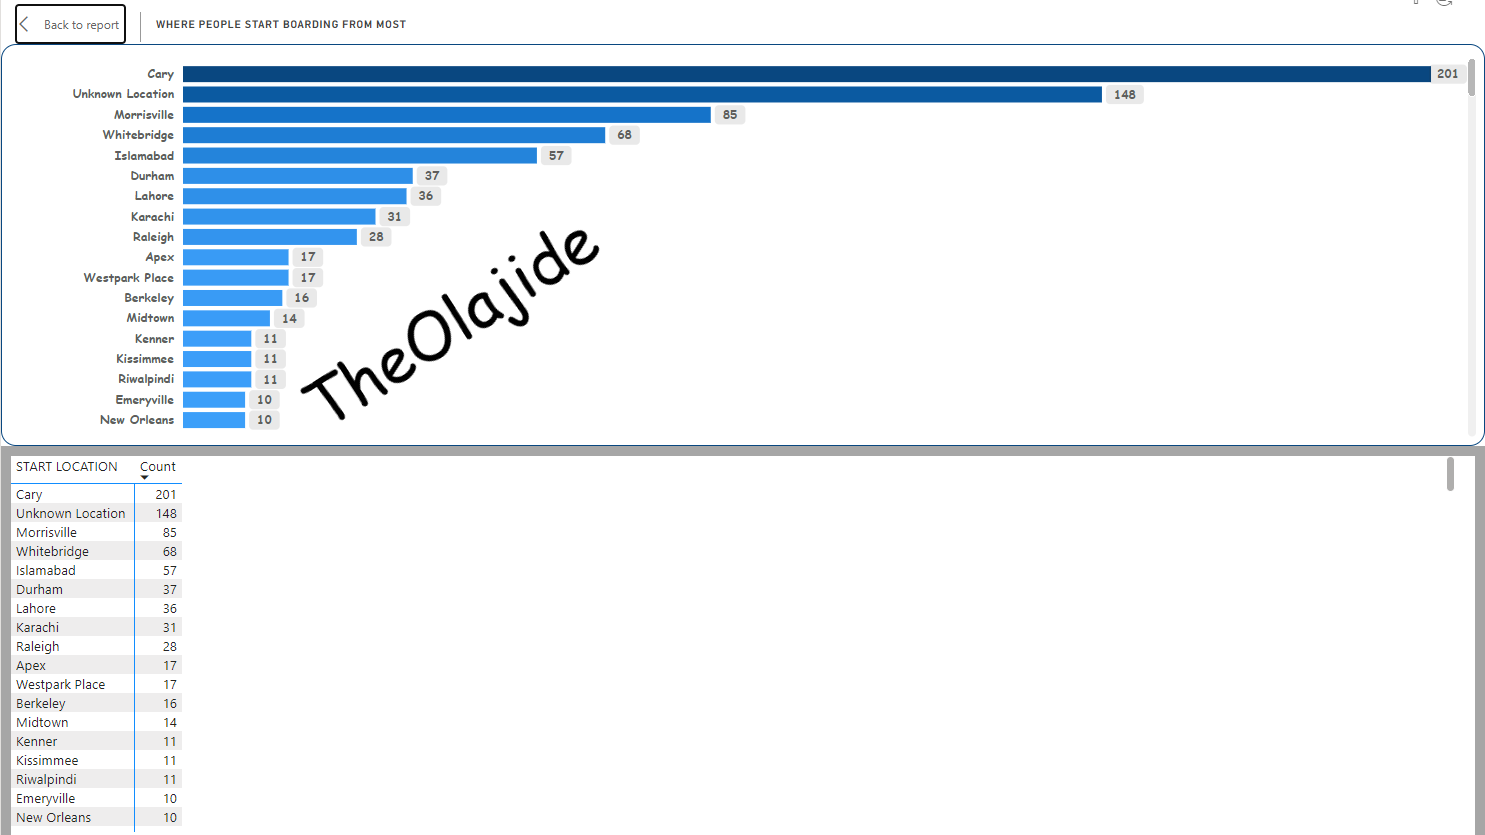 Back to report
WHERE PEOPLE START BOARDING FROM MOST
Cary 201
Unknown Location 148
Morrisville 85
Whitebridge 68
Islamabad 57
Durham 37
Lahore 36
Karachi 31
Raleigh 28
Apex 17
Westpark Place 17
Berkeley 16
Midtown 14
Kenner 11
Kissimmee 11
Riwalpindi 11
Emeryville 10
New Orleans 10
TheOlajide
START LOCATION Count
Cary 201
Unknown Location 148
Morrisville 85
Whitebridge 68
Islamabad 57
Durham 37
Lahore 36
Karachi 31
Raleigh 28
Apex 17
Westpark Place 17
Berkeley 16
Midtown 14
Kenner 11
Kissimmee 11
Riwalpindi 11
Emeryville 10
New Orleans 10